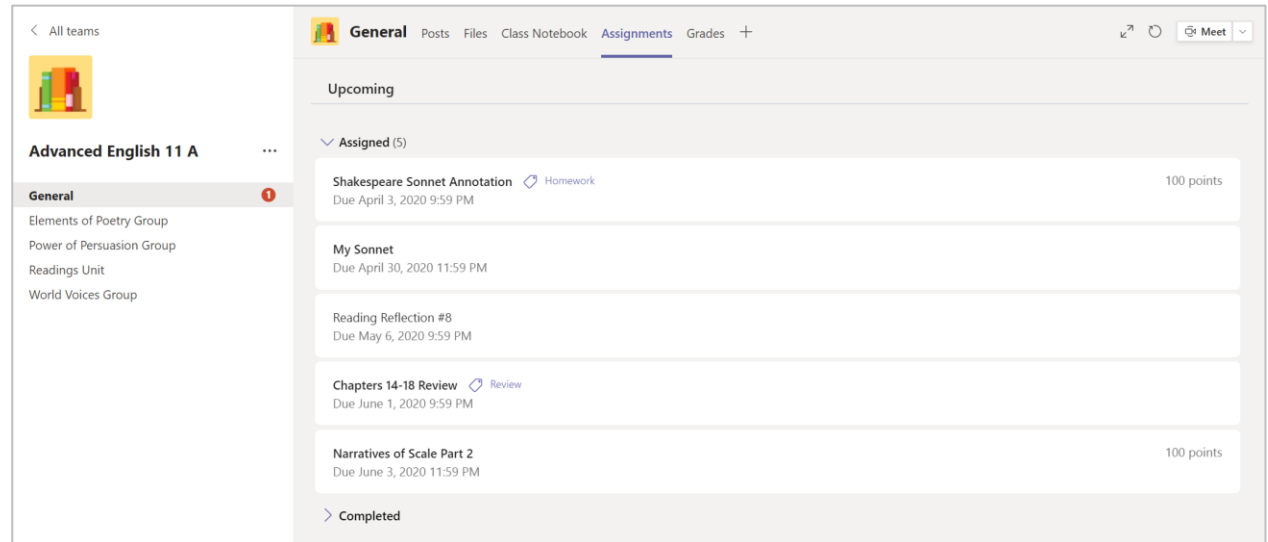 All teams
Advanced English 11 A
General 1
Elements of Poetry Group
Power of Persuasion Group
Readings Unit
World Voices Group
General Posts Files Class Notebook Assignments Grades Meet
Upcoming
Assigned (5)
Shakespeare Sonnet Annotation Homework 100 points
Due April 3, 2020 9:59 PM
My Sonnet
Due April 30, 2020 11:59 PM
Reading Reflection #8
Due May 6, 2020 9:59 PM
Chapters 14-18 Review Review
Due June 1, 2020 9:59 PM
Narratives of Scale Part 2 100 points
Due June 3, 2020 11:59 PM
Completed